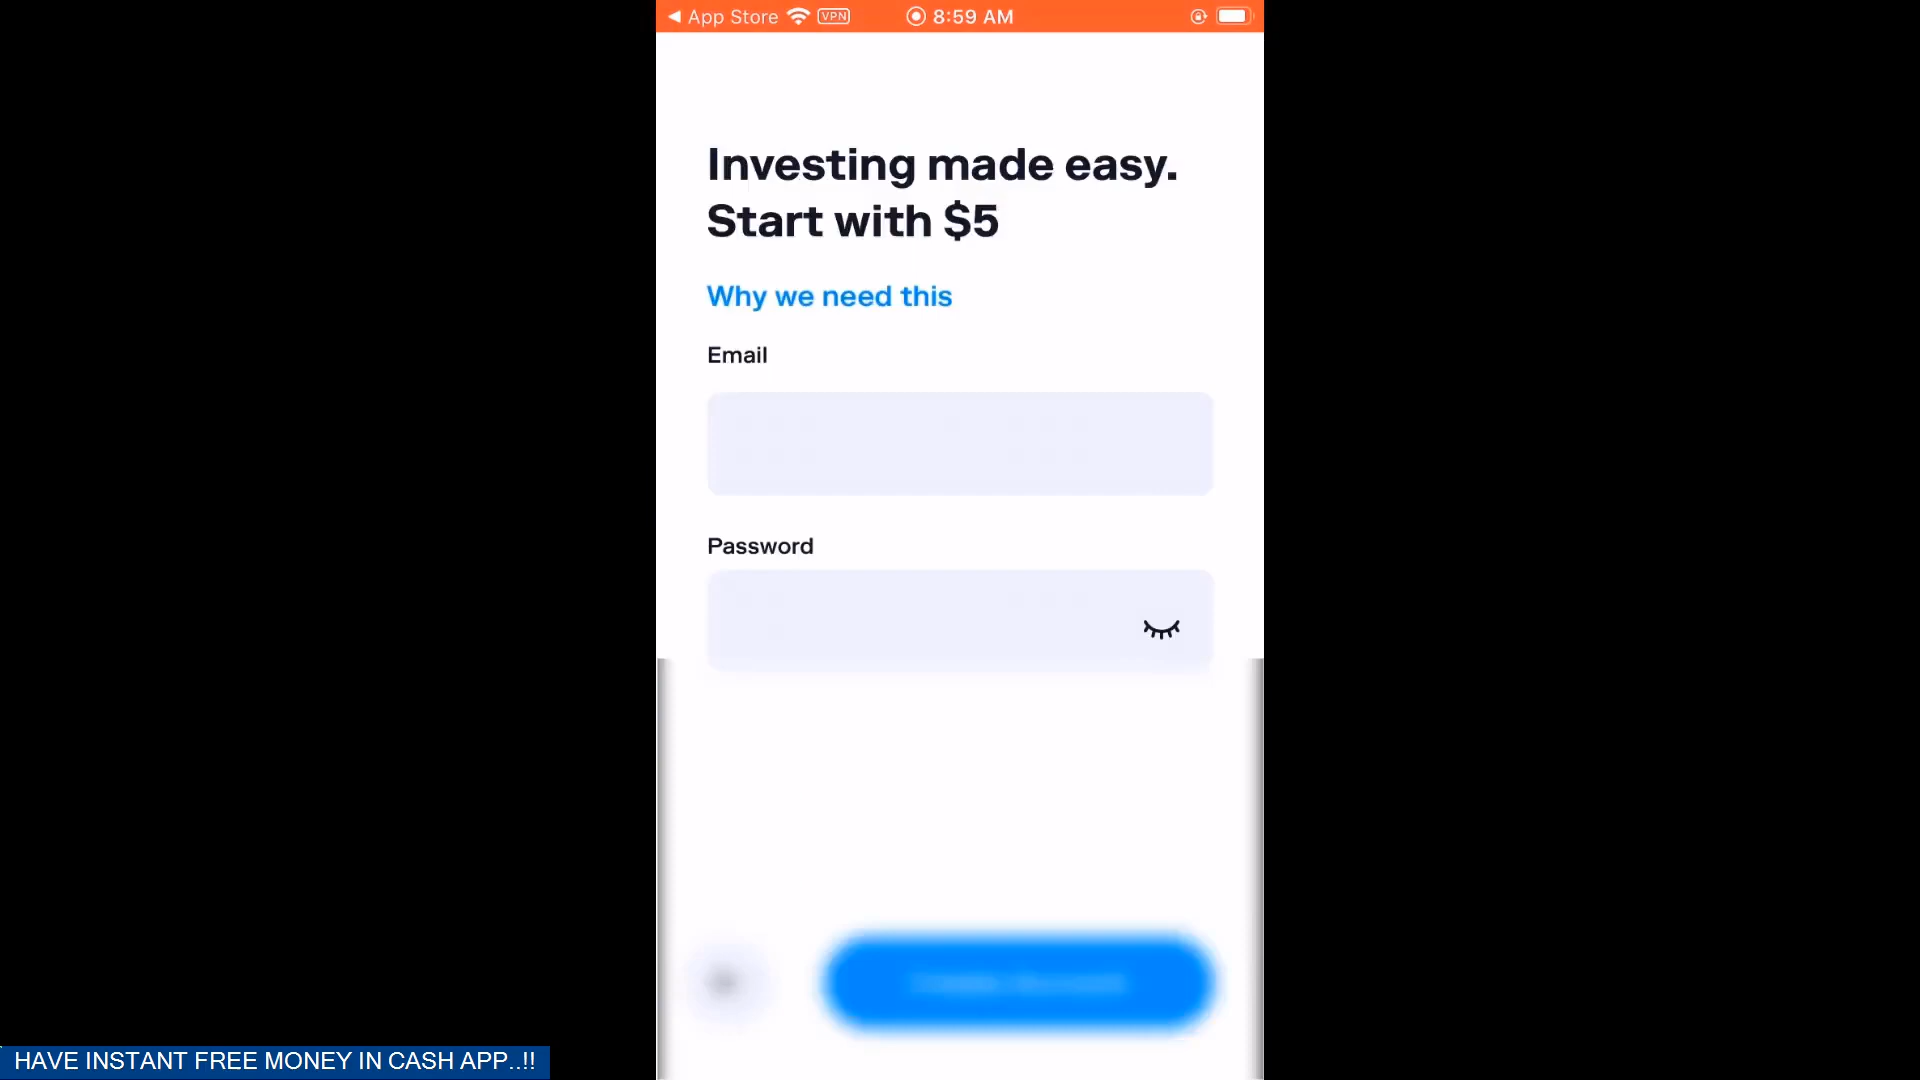 App Store VPN 8:59 AM
Investing made easy.
Start with $5
Why we need this
Email
Password
HAVE INSTANT FREE MONEY IN CASH APP..!!